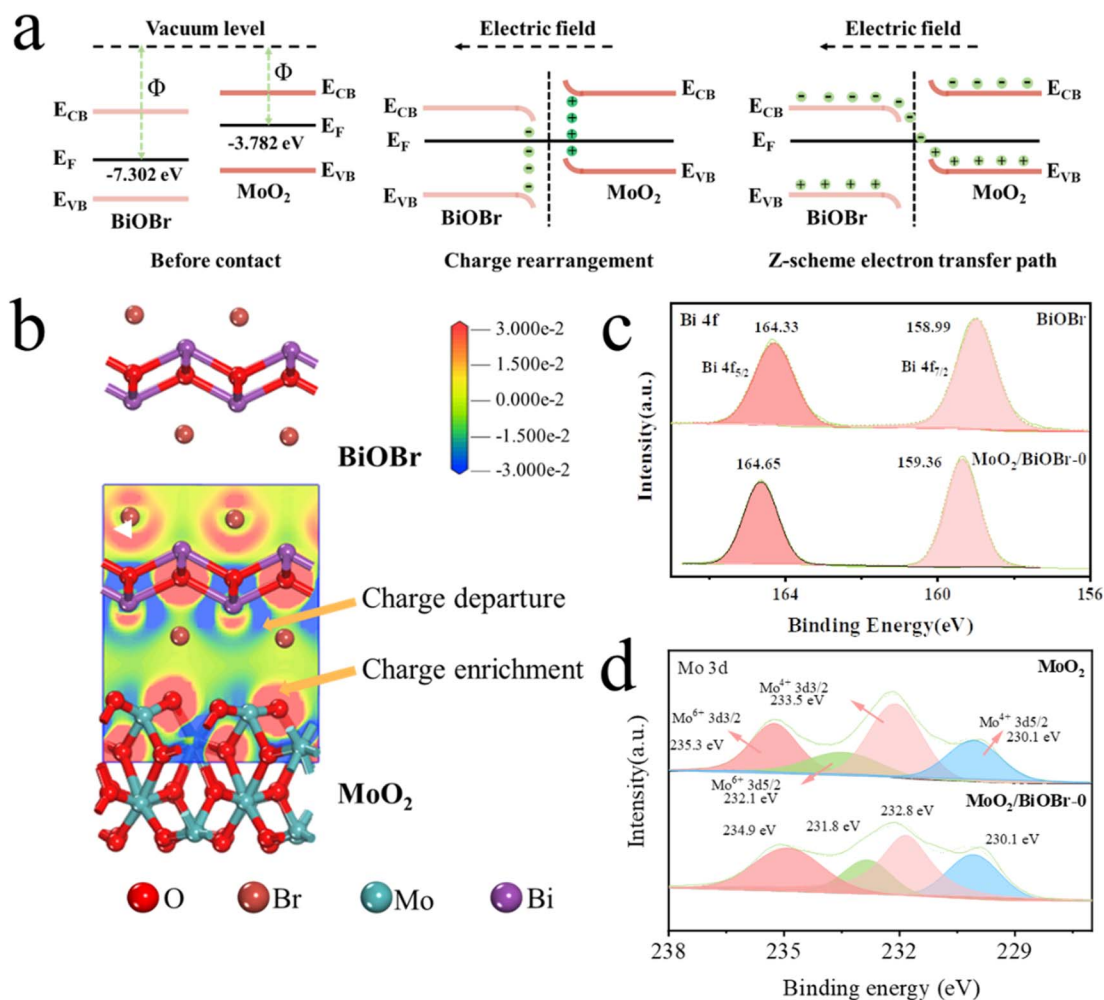 a
Vacuum level
Φ
Φ
E_CB
E_CB
E_F
-3.782 eV
E_F
-7.302 eV
E_VB
MoO₂
E_VB
BiOBr
Before contact
Electric field
E_CB
E_CB
E_F
E_VB
MoO₂
E_VB
BiOBr
Charge rearrangement
Electric field
E_CB
E_CB
E_F
E_VB
MoO₂
E_VB
BiOBr
Z-scheme electron transfer path
b
3.000e-2
1.500e-2
0.000e-2
-1.500e-2
-3.000e-2
BiOBr
Charge departure
Charge enrichment
MoO₂
O
Br
Mo
Bi
c
Bi 4f
164.33
158.99
BiOBr
Bi 4f₅/₂
Bi 4f₇/₂
164.65
159.36
MoO₂/BiOBr-0
Intensity(a.u.)
164
160
156
Binding Energy(eV)
d
Mo 3d
MoO₂
Mo⁴⁺ 3d3/2
233.5 eV
Mo⁶⁺ 3d3/2
235.3 eV
Mo⁴⁺ 3d5/2
230.1 eV
Mo⁶⁺ 3d5/2
232.1 eV
MoO₂/BiOBr-0
234.9 eV
231.8 eV
232.8 eV
230.1 eV
Intensity(a.u.)
238
235
232
229
Binding energy (eV)